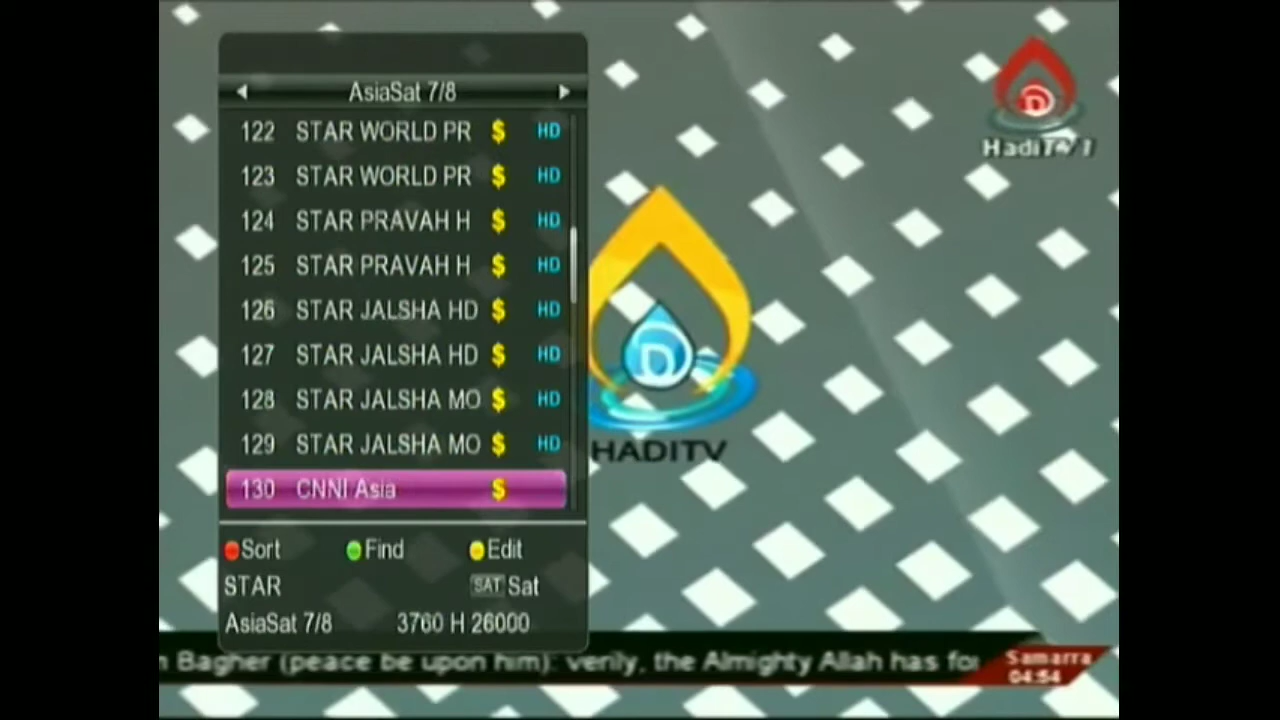 AsiaSat 7/8
122 STAR WORLD PR $ HD
123 STAR WORLD PR $ HD
124 STAR PRAVAH H $ HD
125 STAR PRAVAH H $ HD
126 STAR JALSHA HD $ HD
127 STAR JALSHA HD $ HD
128 STAR JALSHA MO $ HD
129 STAR JALSHA MO $ HD
130 CNNI Asia $
Sort Find Edit
STAR SAT Sat
AsiaSat 7/8 3760 H 26000
D
HADITV
D
HadiTV 1
Bagher (peace be upon him): verily, the Almighty Allah has
Samarra
04:54